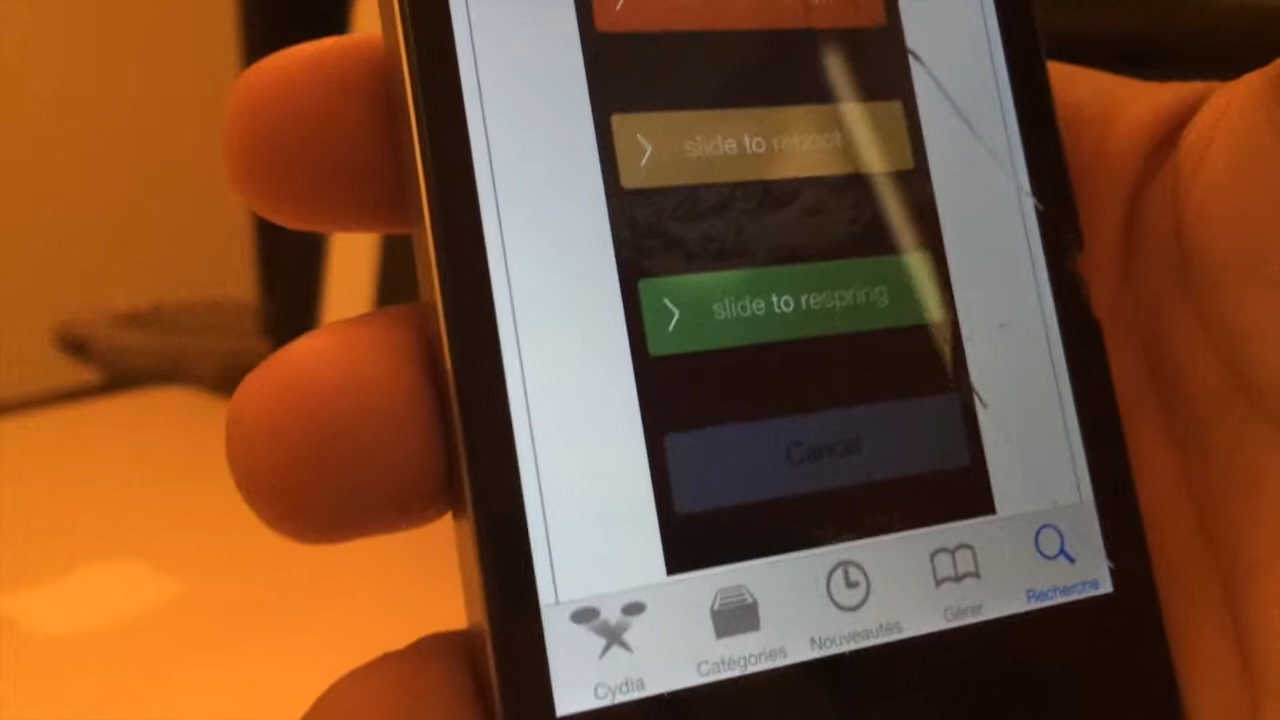 slide to reboot
slide to respring
Cancel
Cydia
Catégories
Nouveautés
Gérer
Recherche